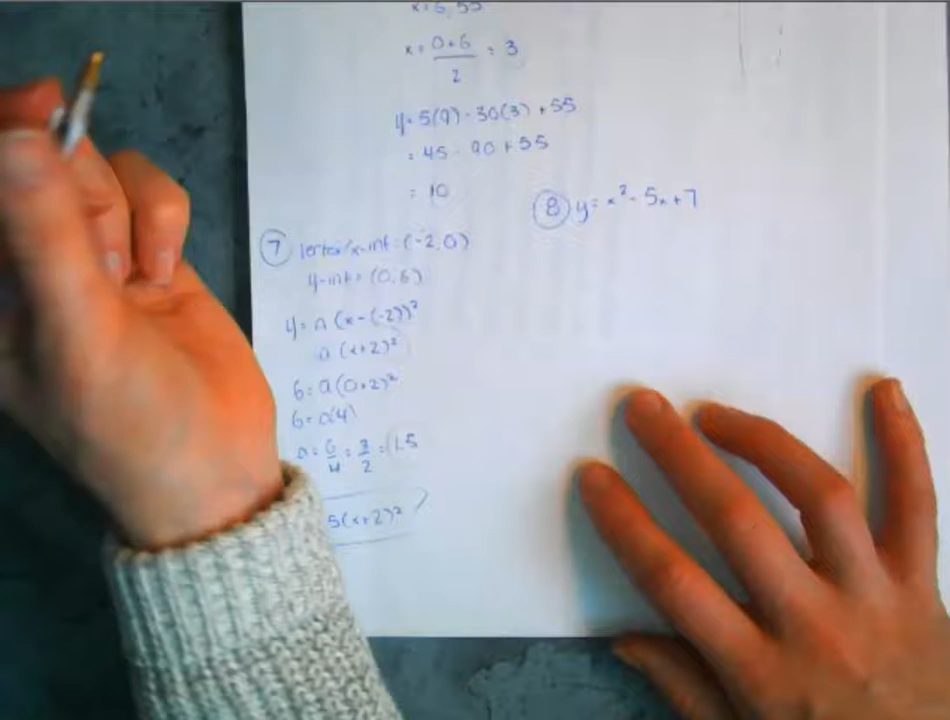 x = 0+6/2 = 3
y = 5(9) - 30(3) + 55
= 45 - 90 + 55
= 10
⑦ vertex/x-int = (-2, 0)
y-int = (0, 6)
y = a (x - (-2))²
a (x+2)²
6 = a(0+2)²
6 = a(4)
a = 6/4 = 3/2 = 1.5
5(x+2)²
⑧ y = x² - 5x + 7